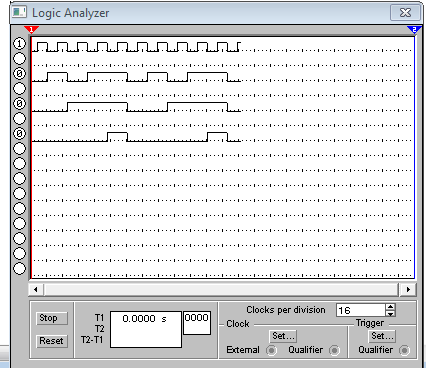 Logic Analyzer
1
2
1
0
0
0
Clocks per division 16
Stop
Reset
T1
T2
T2-T1
0.0000 s
0000
Clock
Trigger
Set...
Set...
External
Qualifier
Qualifier